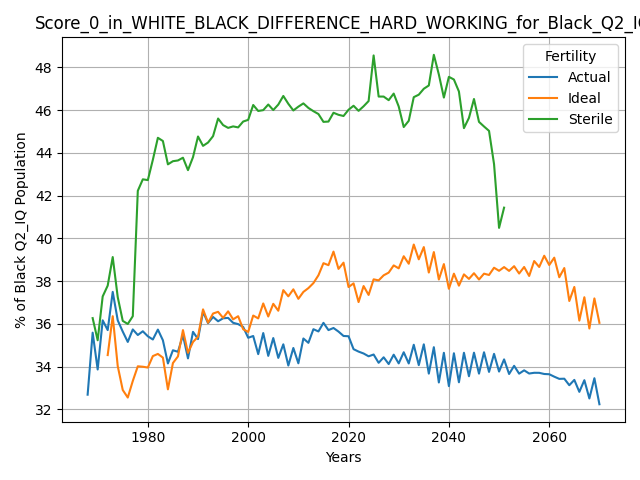 Score_0_in_WHITE_BLACK_DIFFERENCE_HARD_WORKING_for_Black_Q2_IQ
Fertility
Actual
Ideal
Sterile
% of Black Q2_IQ Population
48
46
44
42
40
38
36
34
32
1980
2000
2020
2040
2060
Years